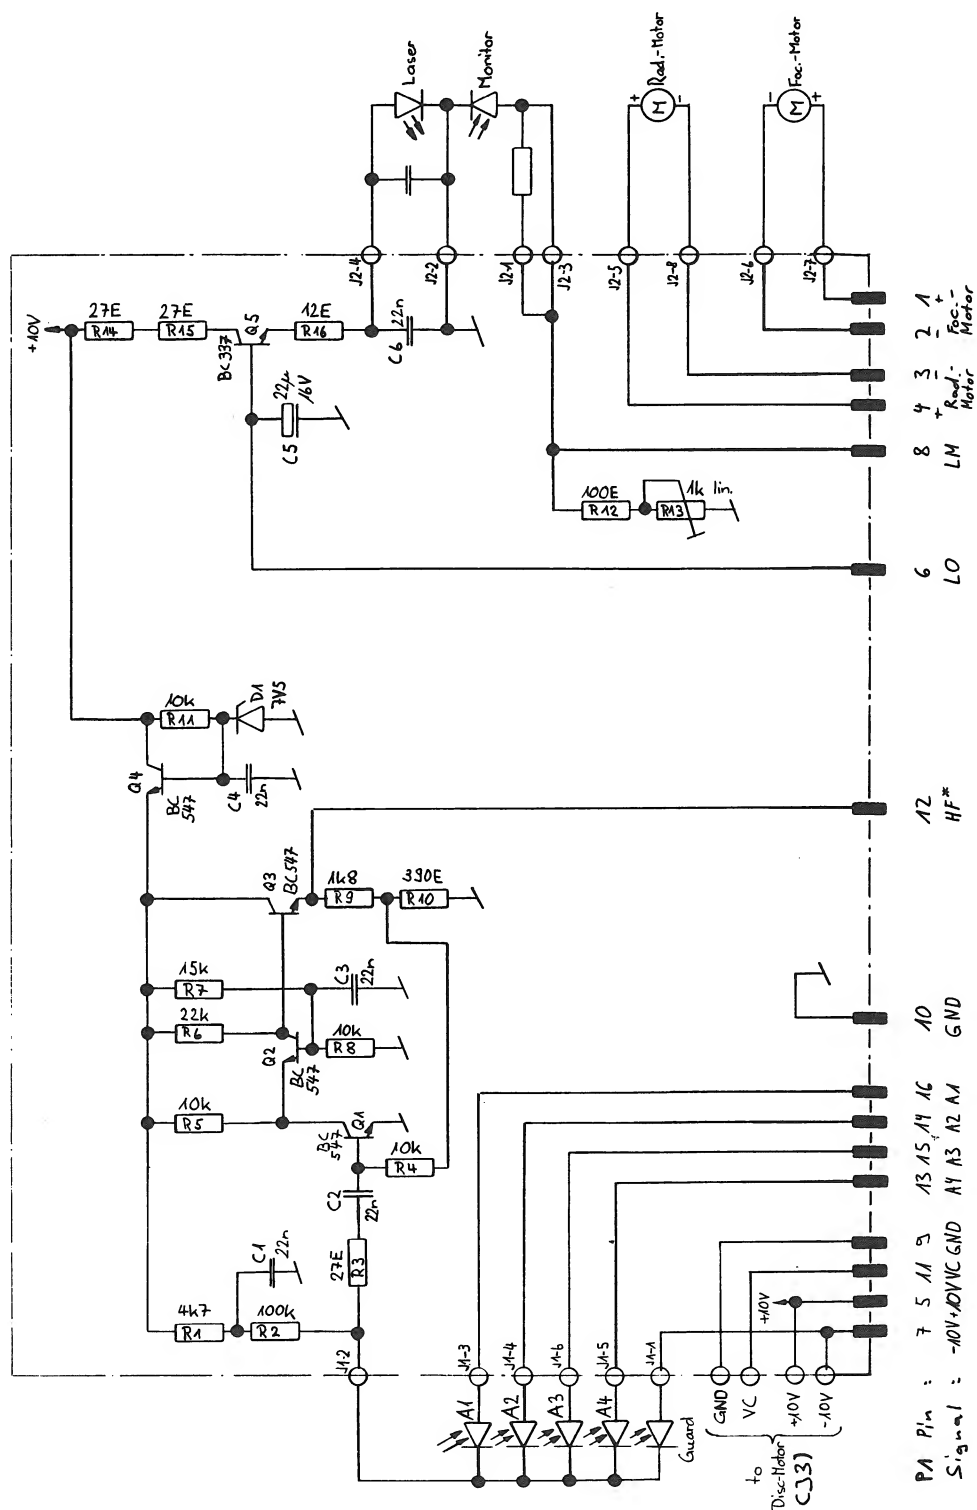 Laser
Monitor
Rad.-Motor
Foc.-Motor
M
+
-
M
-
+
J2-4
J2-2
J2-1
J2-3
J2-5
J2-8
J2-6
J2-7
+10V
27E
R14
27E
R15
BC337
Q5
12E
R16
C6
22n
C5
22µ
16V
100E
R12
1k lin.
R13
10k
R11
D1
7V5
Q4
BC
547
C4
22n
Q3
BC547
1k8
R9
390E
R10
15k
R7
22k
R6
C3
22n
Q2
BC
547
10k
R8
10k
R5
BC
547
Q1
10k
R4
C2
22n
27E
R3
C1
22n
4k7
R1
100k
R2
J1-2
J1-3
J1-4
J1-6
J1-5
J1-1
A1
A2
A3
A4
Guard
GND
VC
+10V
-10V
+10V
to
Disc-Motor
(J3)
P1 Pin = 7 5 11 9 13 15 14 16 10 12 6 8 4 3 2 1
Signal = -10V +10V VC GND A4 A3 A2 A1 GND HF* LO LM + - - +
Rad.-
Motor
Foc.-
Motor